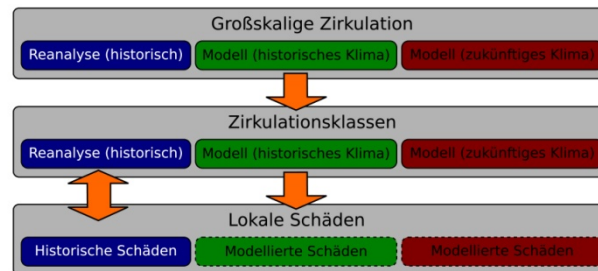 Großskalige Zirkulation
Reanalyse (historisch) Modell (historisches Klima) Modell (zukünftiges Klima)
Zirkulationsklassen
Reanalyse (historisch) Modell (historisches Klima) Modell (zukünftiges Klima)
Lokale Schäden
Historische Schäden Modellierte Schäden Modellierte Schäden